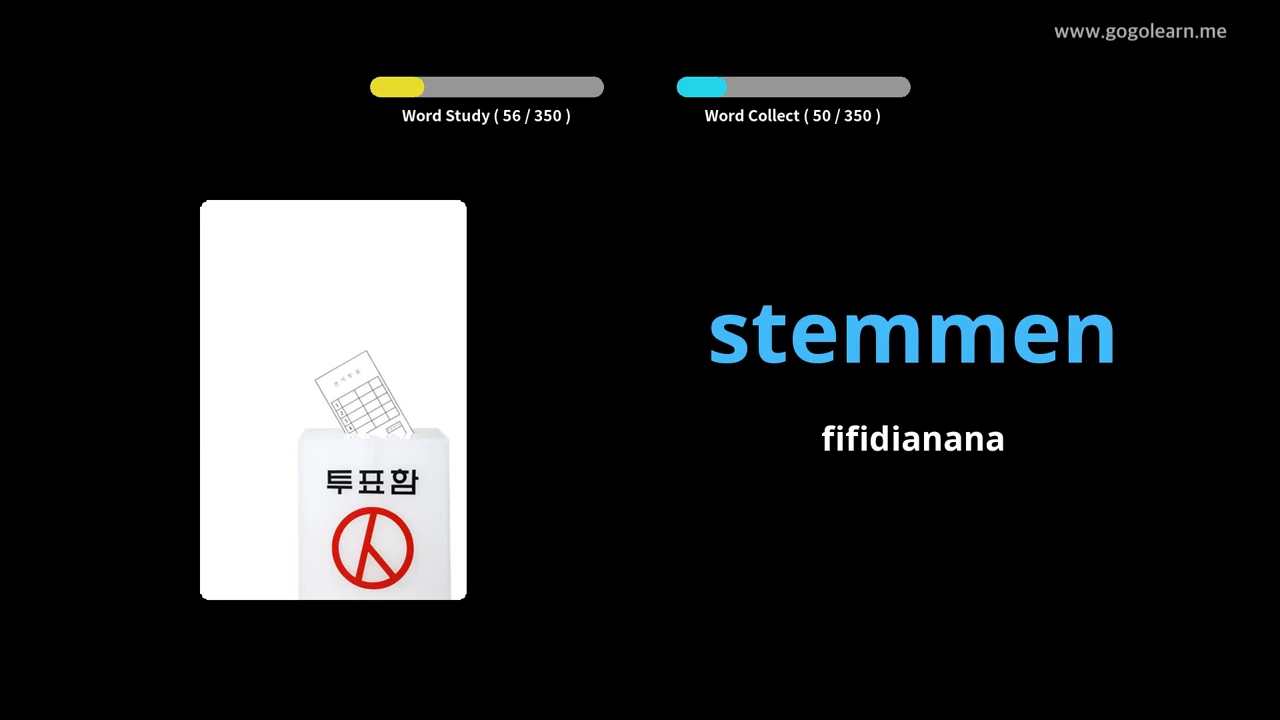 www.gogolearn.me
Word Study ( 56 / 350 )
Word Collect ( 50 / 350 )
stemmen
fifidianana
투표함